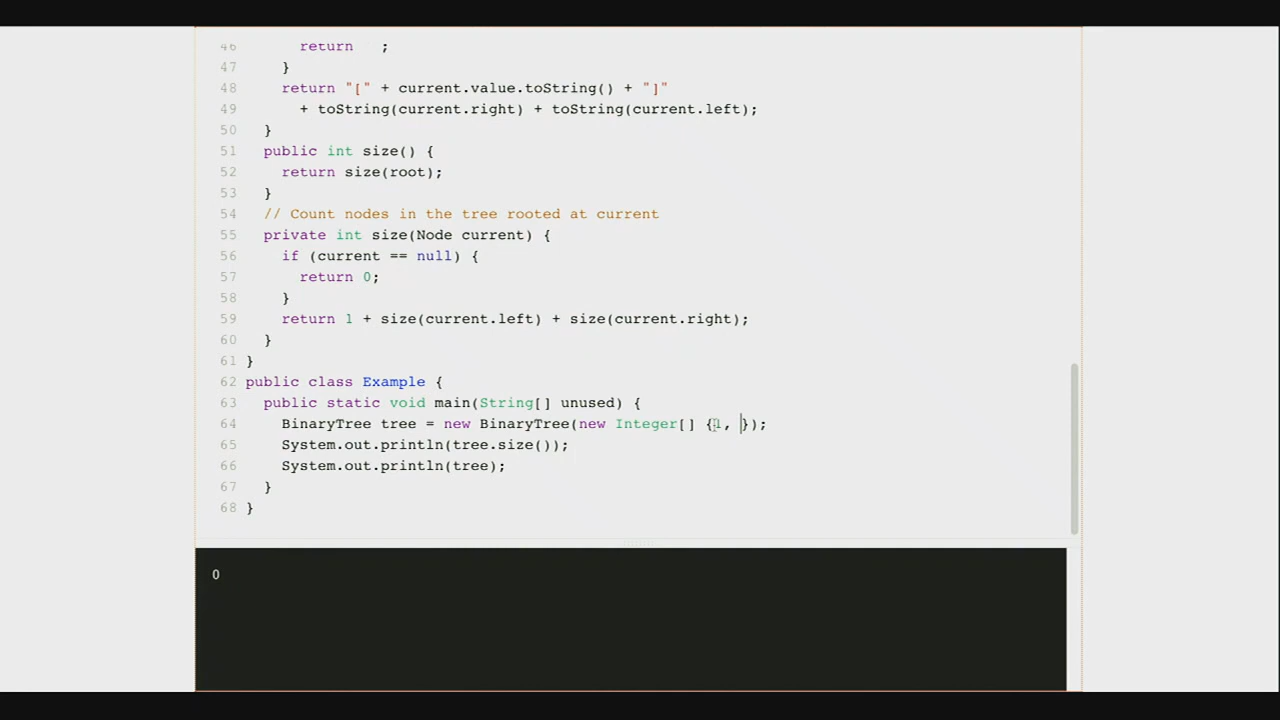 46 return ;
47 }
48 return "[" + current.value.toString() + "]"
49 + toString(current.right) + toString(current.left);
50 }
51 public int size() {
52 return size(root);
53 }
54 // Count nodes in the tree rooted at current
55 private int size(Node current) {
56 if (current == null) {
57 return 0;
58 }
59 return 1 + size(current.left) + size(current.right);
60 }
61 }
62 public class Example {
63 public static void main(String[] unused) {
64 BinaryTree tree = new BinaryTree(new Integer[] {1, });
65 System.out.println(tree.size());
66 System.out.println(tree);
67 }
68 }
0